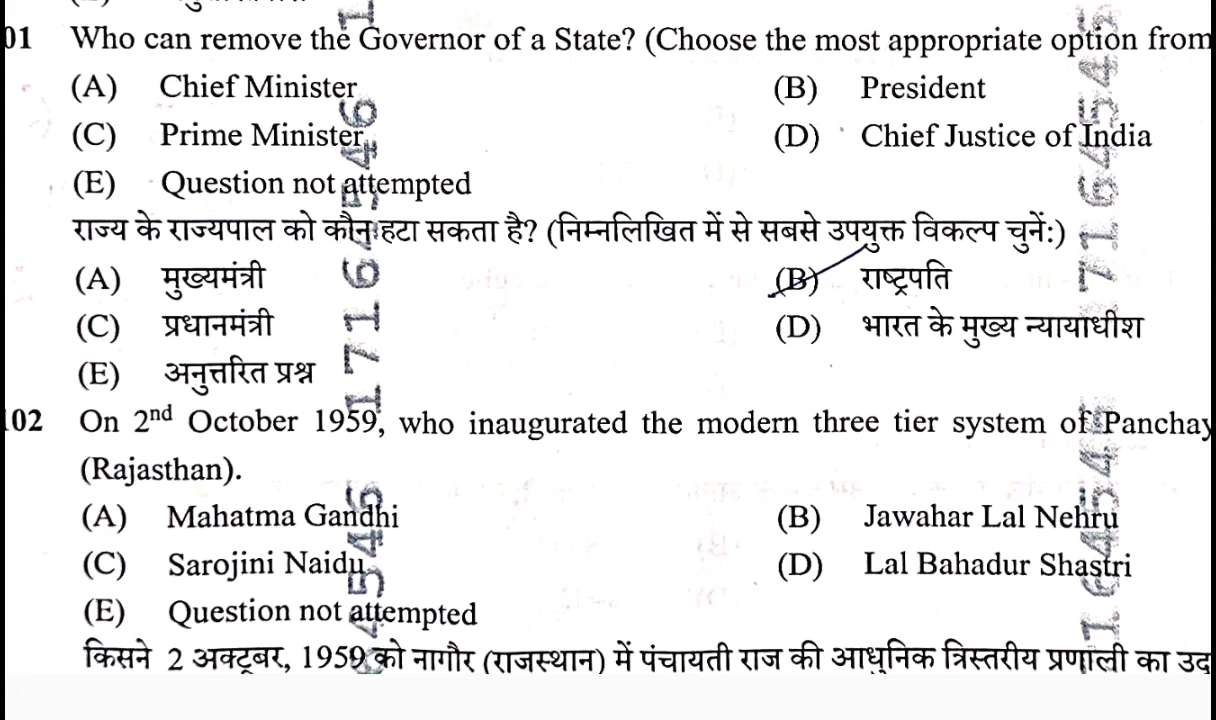 01 Who can remove the Governor of a State? (Choose the most appropriate option from
(A) Chief Minister (B) President
(C) Prime Minister (D) Chief Justice of India
(E) Question not attempted
राज्य के राज्यपाल को कौन हटा सकता है? (निम्नलिखित में से सबसे उपयुक्त विकल्प चुनें:)
(A) मुख्यमंत्री (B) राष्ट्रपति
(C) प्रधानमंत्री (D) भारत के मुख्य न्यायाधीश
(E) अनुत्तरित प्रश्न
102 On 2nd October 1959, who inaugurated the modern three tier system of Panchay
(Rajasthan).
(A) Mahatma Gandhi (B) Jawahar Lal Nehru
(C) Sarojini Naidu (D) Lal Bahadur Shastri
(E) Question not attempted
किसने 2 अक्टूबर, 1959 को नागौर (राजस्थान) में पंचायती राज की आधुनिक त्रिस्तरीय प्रणाली का उद